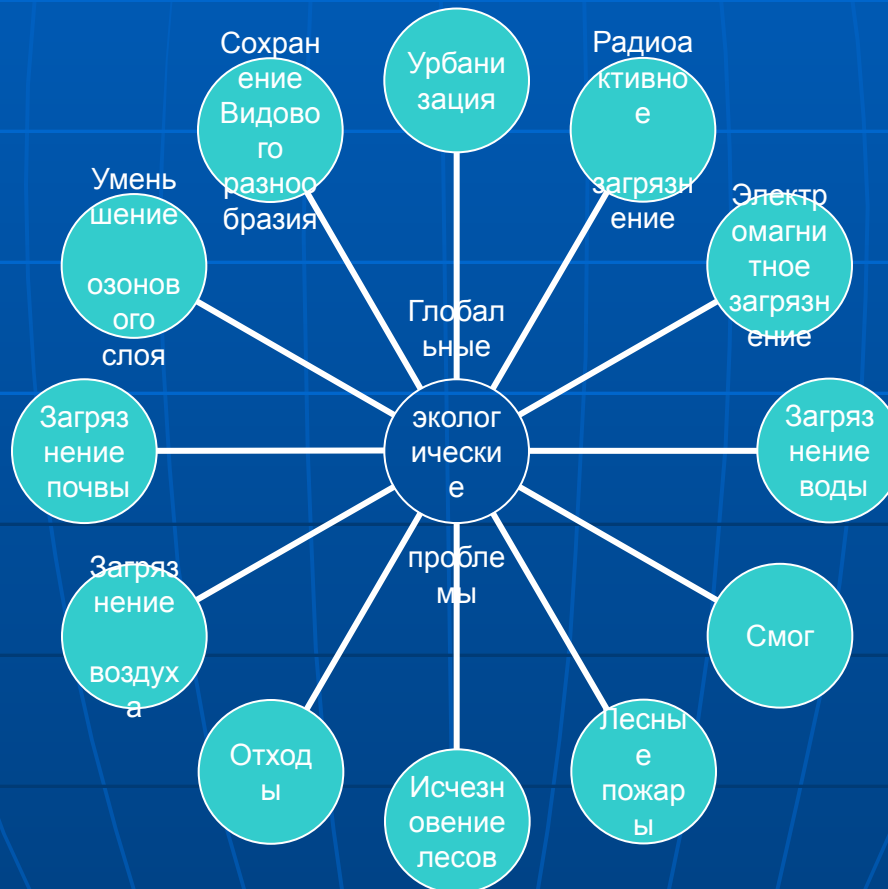 Глобал
ьные
эколог
ически
е
пробле
мы
Урбани
зация
Радиоа
ктивно
е
загрязн
ение
Электр
омагни
тное
загрязн
ение
Загряз
нение
воды
Смог
Лесны
е
пожар
ы
Исчезн
овение
лесов
Отход
ы
Загряз
нение
воздух
а
Загряз
нение
почвы
Умень
шение
озонов
ого
слоя
Сохран
ение
Видово
го
разноо
бразия